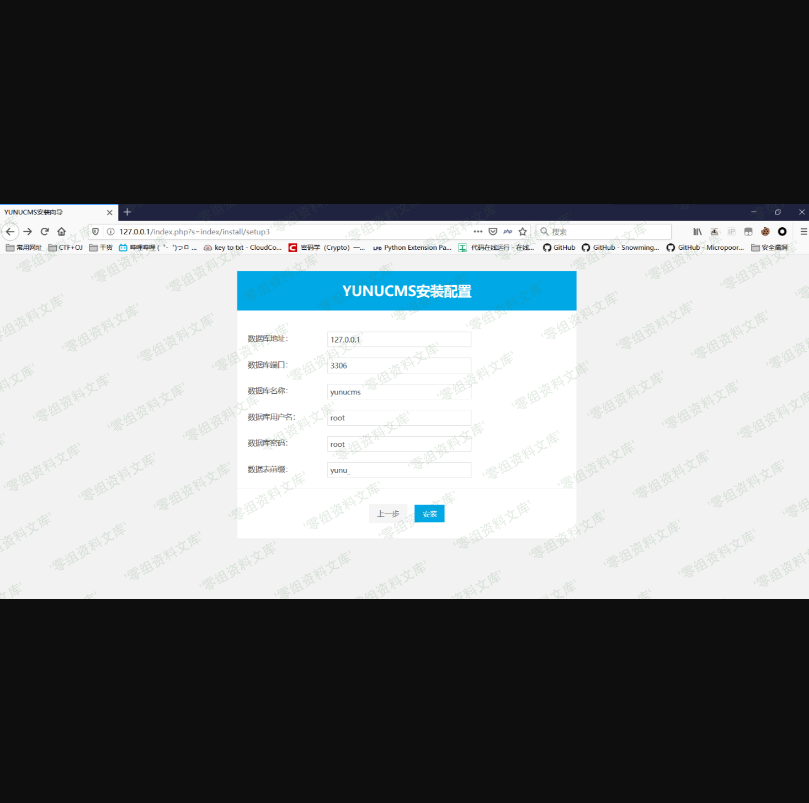 YUNUCMS安装向导
127.0.0.1/index.php?s=index/install/setup1
php
搜索
常用网址 CTF+OJ 干货 哔哩哔哩 ( ゜- ゜)つロ ... key to txt - CloudCo... 密码学（Crypto）—... Python Extension Pa... 代码在线运行 - 在线... GitHub GitHub - Snowming... GitHub - Micropoor... 安全漏洞
YUNUCMS安装配置
数据库地址： 127.0.0.1
数据库端口： 3306
数据库名称： yunucms
数据库用户名： root
数据库密码： root
数据表前缀： yunu_
上一步 安装
零组资料文库